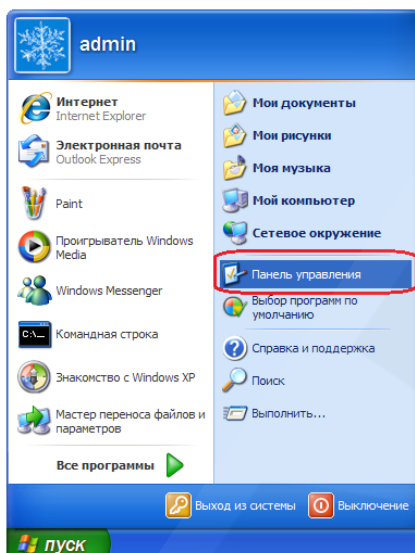 admin
Интернет
Internet Explorer
Электронная почта
Outlook Express
Paint
Проигрыватель Windows
Media
Windows Messenger
C:\_
Командная строка
Знакомство с Windows XP
Мастер переноса файлов и
параметров
Все программы
Мои документы
Мои рисунки
Моя музыка
Мой компьютер
Сетевое окружение
Панель управления
Выбор программ по
умолчанию
Справка и поддержка
Поиск
Выполнить...
Выход из системы
Выключение
пуск